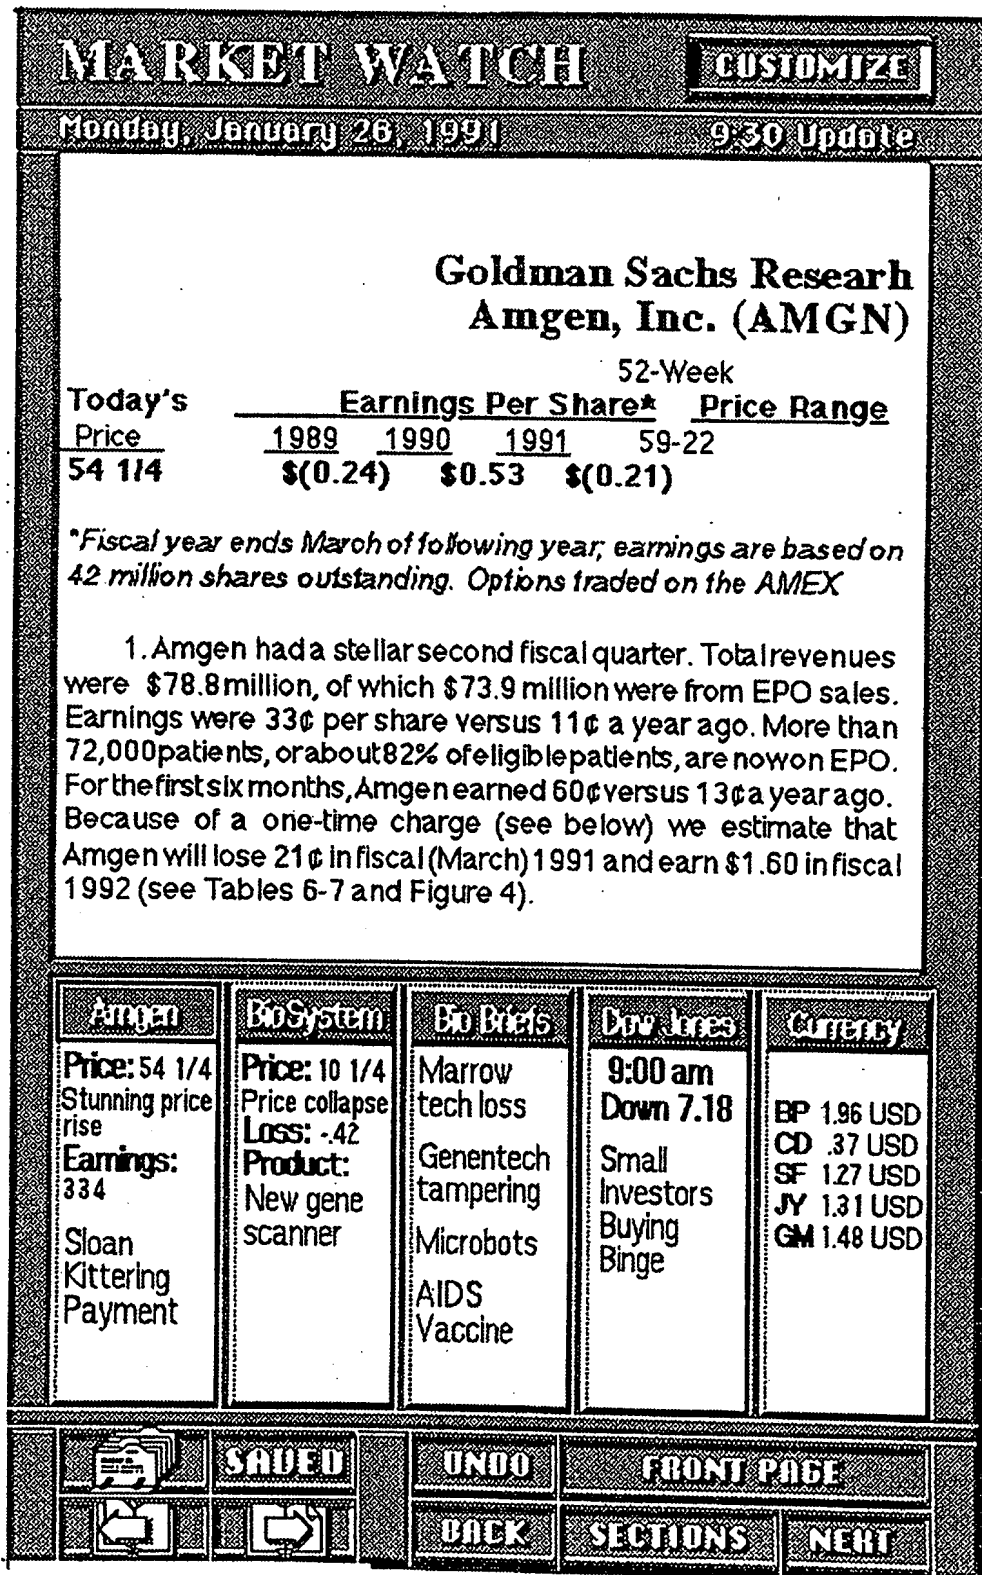 MARKET WATCH
CUSTOMIZE
Monday, January 26, 1991
9:30 Update
Goldman Sachs Researh
Amgen, Inc. (AMGN)
52-Week
Today's Earnings Per Share* Price Range
Price 1989 1990 1991 59-22
54 1/4 $(0.24) $0.53 $(0.21)
*Fiscal year ends March of following year; earnings are based on
42 million shares outstanding. Options traded on the AMEX
1. Amgen had a stellar second fiscal quarter. Total revenues
were $78.8 million, of which $73.9 million were from EPO sales.
Earnings were 33¢ per share versus 11¢ a year ago. More than
72,000 patients, or about 82% of eligible patients, are now on EPO.
For the first six months, Amgen earned 60¢ versus 13¢ a year ago.
Because of a one-time charge (see below) we estimate that
Amgen will lose 21¢ in fiscal (March) 1991 and earn $1.60 in fiscal
1992 (see Tables 6-7 and Figure 4).
Amgen
Price: 54 1/4
Stunning price
rise
Earnings:
334
Sloan
Kittering
Payment
BioSystem
Price: 10 1/4
Price collapse
Loss: -.42
Product:
New gene
scanner
Bio Briefs
Marrow
tech loss
Genentech
tampering
Microbots
AIDS
Vaccine
Dow Jones
9:00 am
Down 7.18
Small
Investors
Buying
Binge
Currency
BP 1.96 USD
CD .37 USD
SF 1.27 USD
JY 1.31 USD
GM 1.48 USD
SAVED
UNDO
FRONT PAGE
BACK
SECTIONS
NEXT